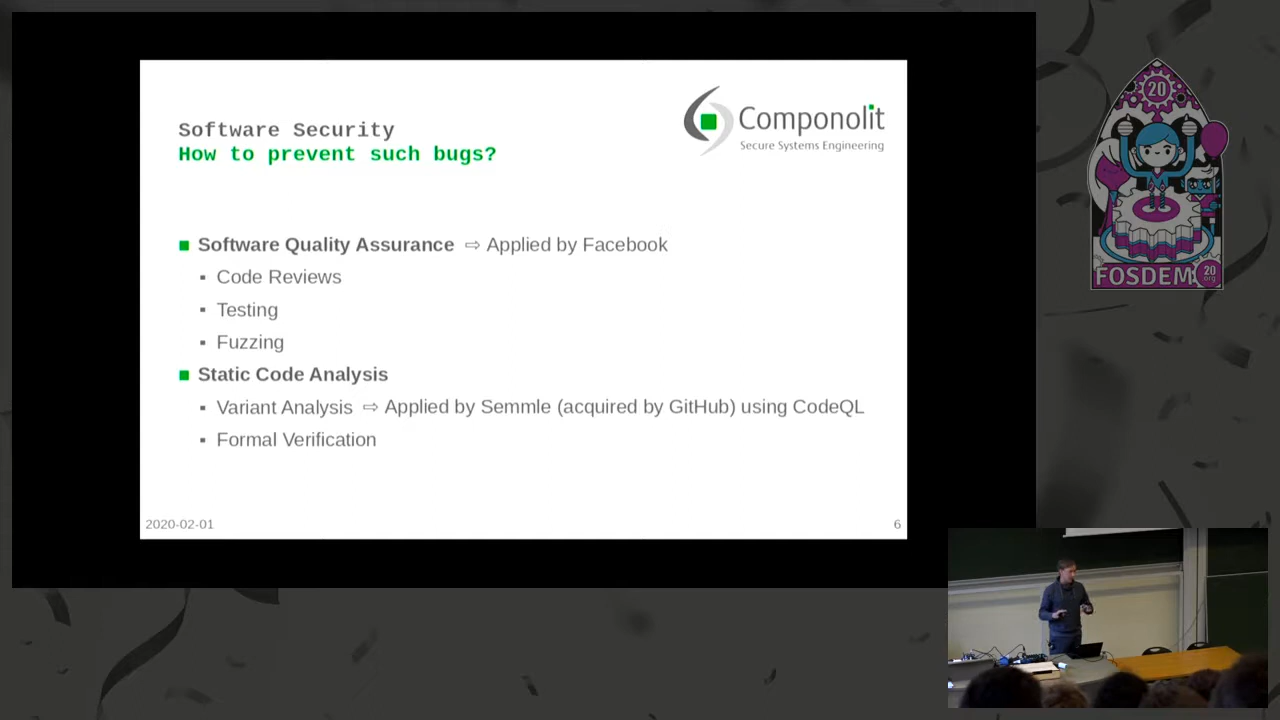 Software Security
How to prevent such bugs?
Componolit
Secure Systems Engineering
Software Quality Assurance ⇨ Applied by Facebook
Code Reviews
Testing
Fuzzing
Static Code Analysis
Variant Analysis ⇨ Applied by Semmle (acquired by GitHub) using CodeQL
Formal Verification
2020-02-01
6
20
FOSDEM
20
.org